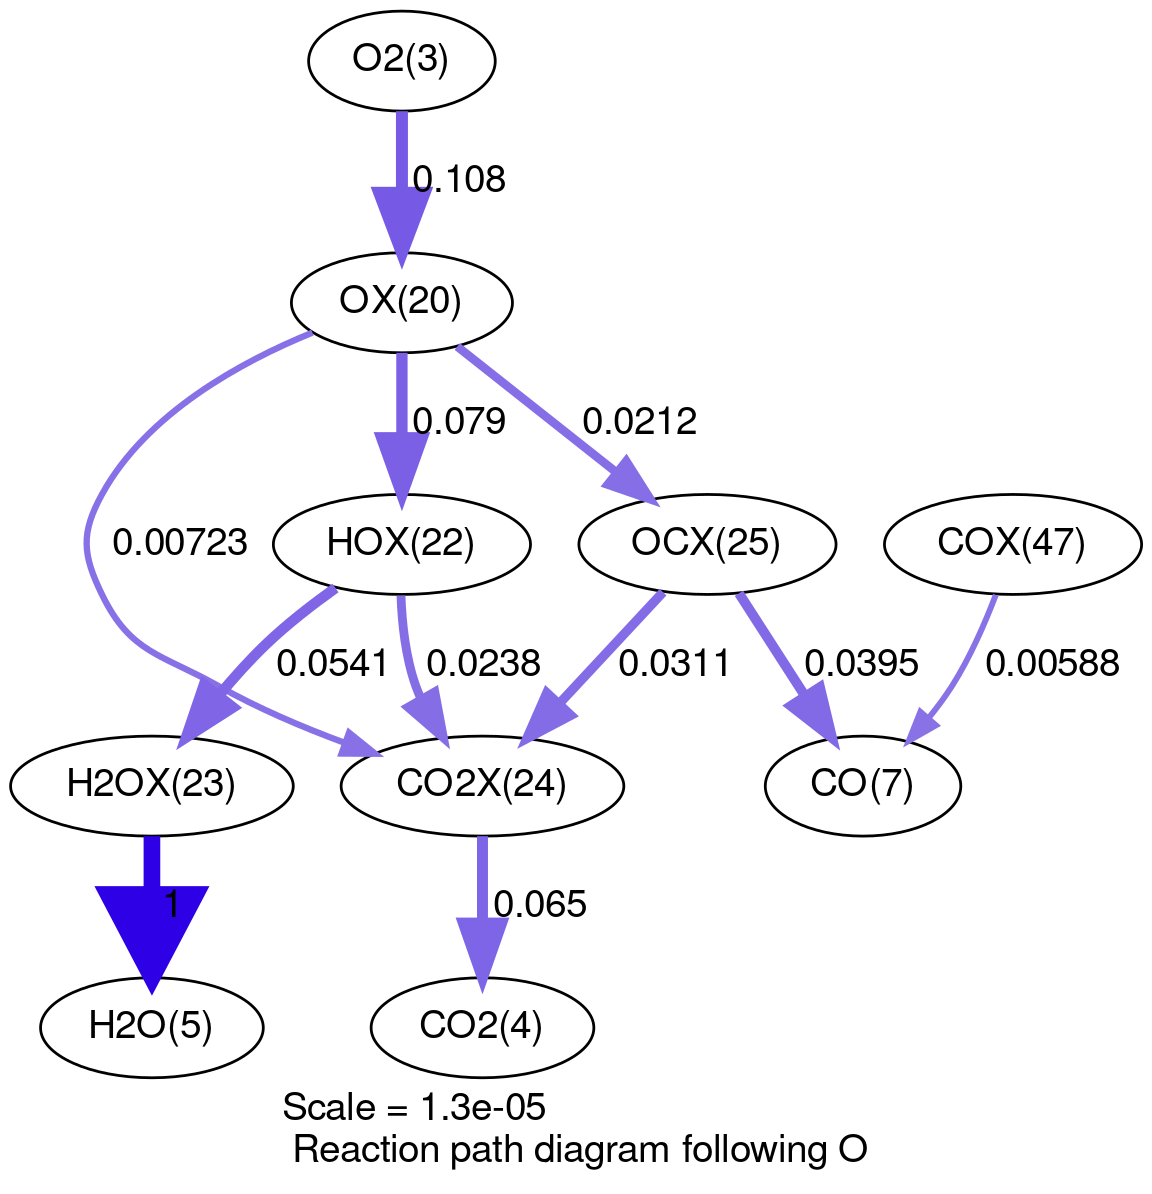 O2(3)
0.108
OX(20)
0.079
0.0212
0.00723
HOX(22)
OCX(25)
COX(47)
0.0541
0.0238
0.0311
0.0395
0.00588
H2OX(23)
CO2X(24)
CO(7)
1
0.065
H2O(5)
CO2(4)
Scale = 1.3e-05
Reaction path diagram following O